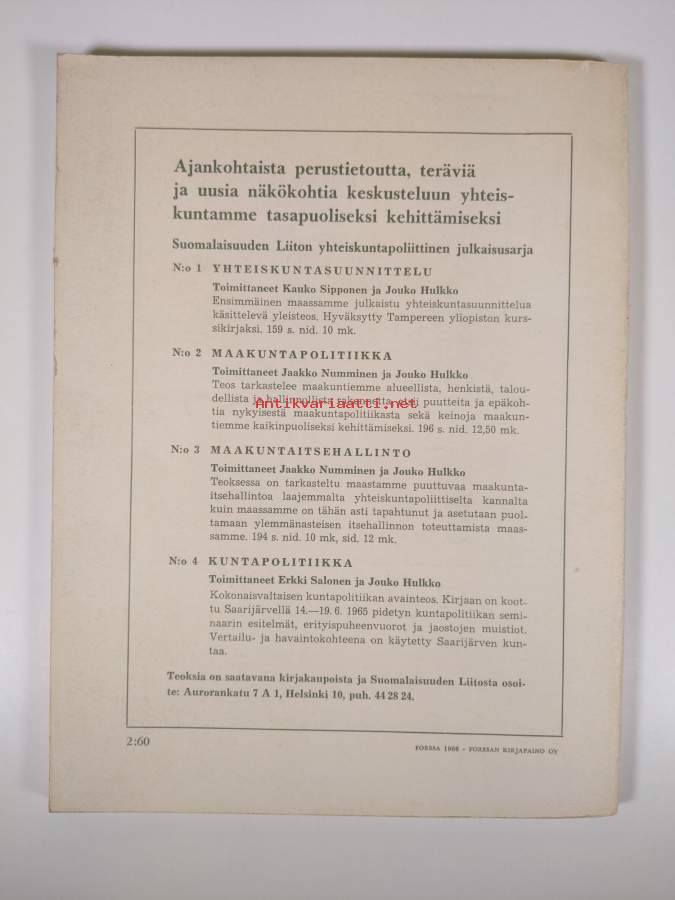 Ajankohtaista perustietoutta, teräviä
ja uusia näkökohtia keskusteluun yhteis-
kuntamme tasapuoliseksi kehittämiseksi
Suomalaisuuden Liiton yhteiskuntapoliittinen julkaisusarja
N:o 1 YHTEISKUNTASUUNNITTELU
Toimittaneet Kauko Sipponen ja Jouko Hulkko
Ensimmäinen maassamme julkaistu yhteiskuntasuunnittelua
käsittelevä yleisteos. Hyväksytty Tampereen yliopiston kurs-
sikirjaksi. 159 s. nid. 10 mk.
N:o 2 MAAKUNTAPOLITIIKKA
Toimittaneet Jaakko Numminen ja Jouko Hulkko
Teos tarkastelee maakuntiemme alueellista, henkistä, talou-
dellista ja hallinnollista rakennetta, etsii puutteita ja epäkoh-
Antikvariaatti.net
tia nykyisestä maakuntapolitiikasta sekä keinoja maakun-
tiemme kaikinpuoliseksi kehittämiseksi. 196 s. nid. 12,50 mk.
N:o 3 MAAKUNTAITSEHALLINTO
Toimittaneet Jaakko Numminen ja Jouko Hulkko
Teoksessa on tarkasteltu maastamme puuttuvaa maakunta-
itsehallintoa laajemmalta yhteiskuntapoliittiselta kannalta
kuin maassamme on tähän asti tapahtunut ja asetutaan puol-
tamaan ylemmänasteisen itsehallinnon toteuttamista maas-
samme. 194 s. nid. 10 mk, sid. 12 mk.
N:o 4 KUNTAPOLITIIKKA
Toimittaneet Erkki Salonen ja Jouko Hulkko
Kokonaisvaltaisen kuntapolitiikan avainteos. Kirjaan on koot-
tu Saarijärvellä 14.—19. 6. 1965 pidetyn kuntapolitiikan semi-
naarin esitelmät, erityispuheenvuorot ja jaostojen muistiot.
Vertailu- ja havaintokohteena on käytetty Saarijärven kun-
taa.
Teoksia on saatavana kirjakaupoista ja Suomalaisuuden Liitosta osoi-
te: Aurorankatu 7 A 1, Helsinki 10, puh. 44 28 24.
2:60
FORSSA 1966 - FORSSAN KIRJAPAINO OY